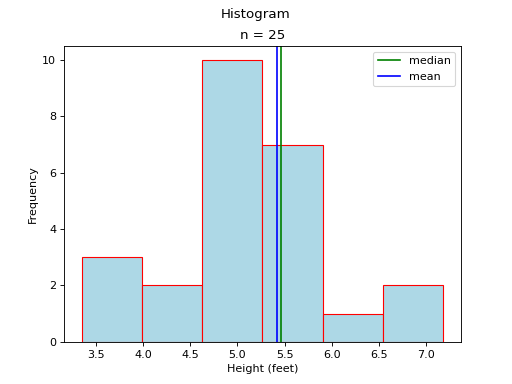 Histogram
n = 25
median
mean
10
8
6
4
2
0
Frequency
3.5 4.0 4.5 5.0 5.5 6.0 6.5 7.0
Height (feet)